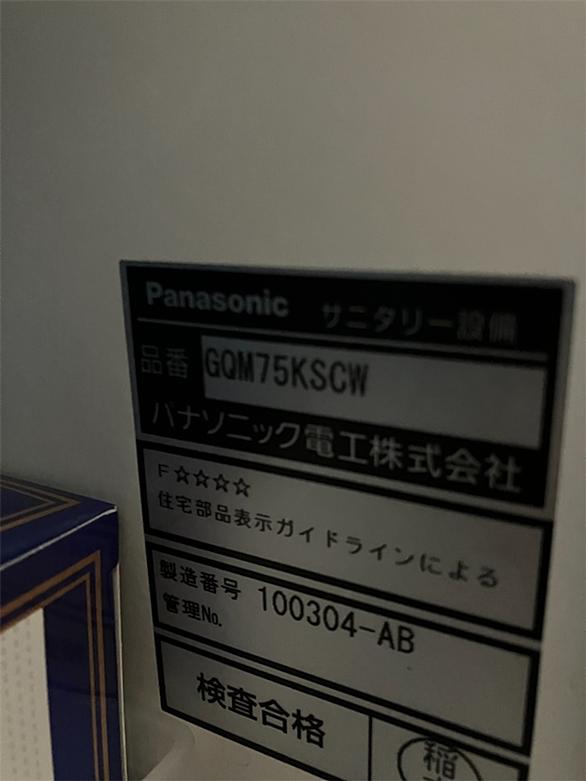 Panasonic サニタリー設備
品番 GQM75KSCW
パナソニック電工株式会社
F☆☆☆☆
住宅部品表示ガイドラインによる
製造番号
管理No. 100304-AB
検査合格
稲